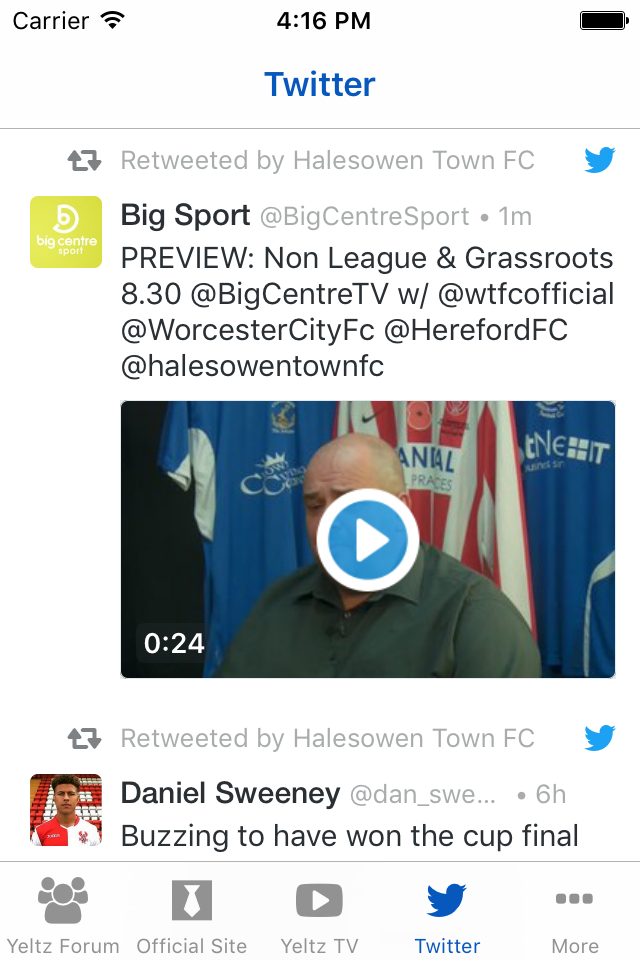 Carrier 4:16 PM
Twitter
Retweeted by Halesowen Town FC
Big Sport @BigCentreSport • 1m
big centre
sport
PREVIEW: Non League & Grassroots
8.30 @BigCentreTV w/ @wtfcofficial
@WorcesterCityFc @HerefordFC
@halesowentownfc
0:24
Retweeted by Halesowen Town FC
Daniel Sweeney @dan_swe... • 6h
Buzzing to have won the cup final
Yeltz Forum Official Site Yeltz TV Twitter More